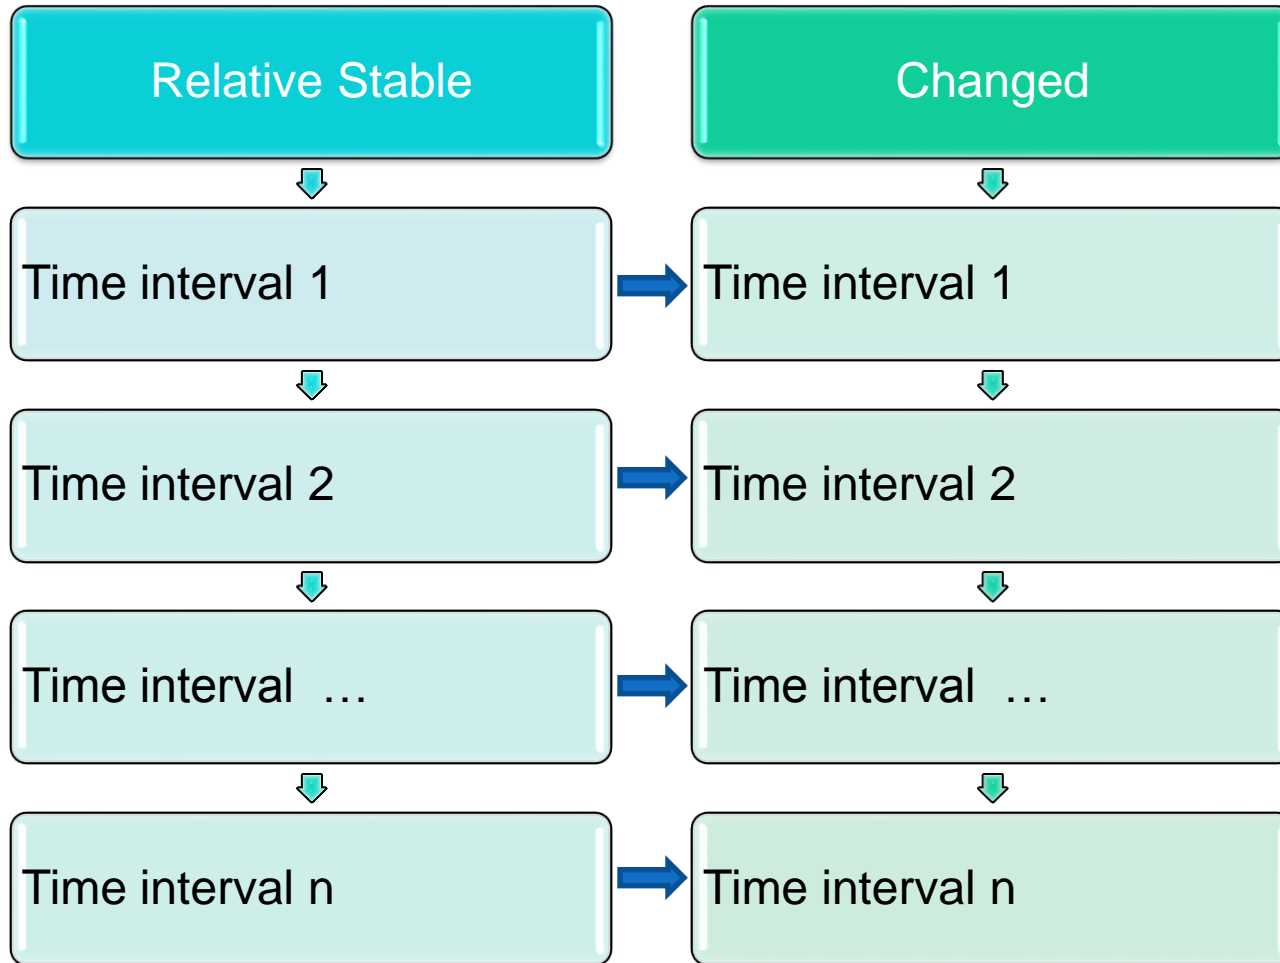 Relative Stable
Changed
Time interval 1
Time interval 1
Time interval 2
Time interval 2
Time interval  …
Time interval  …
Time interval n
Time interval n